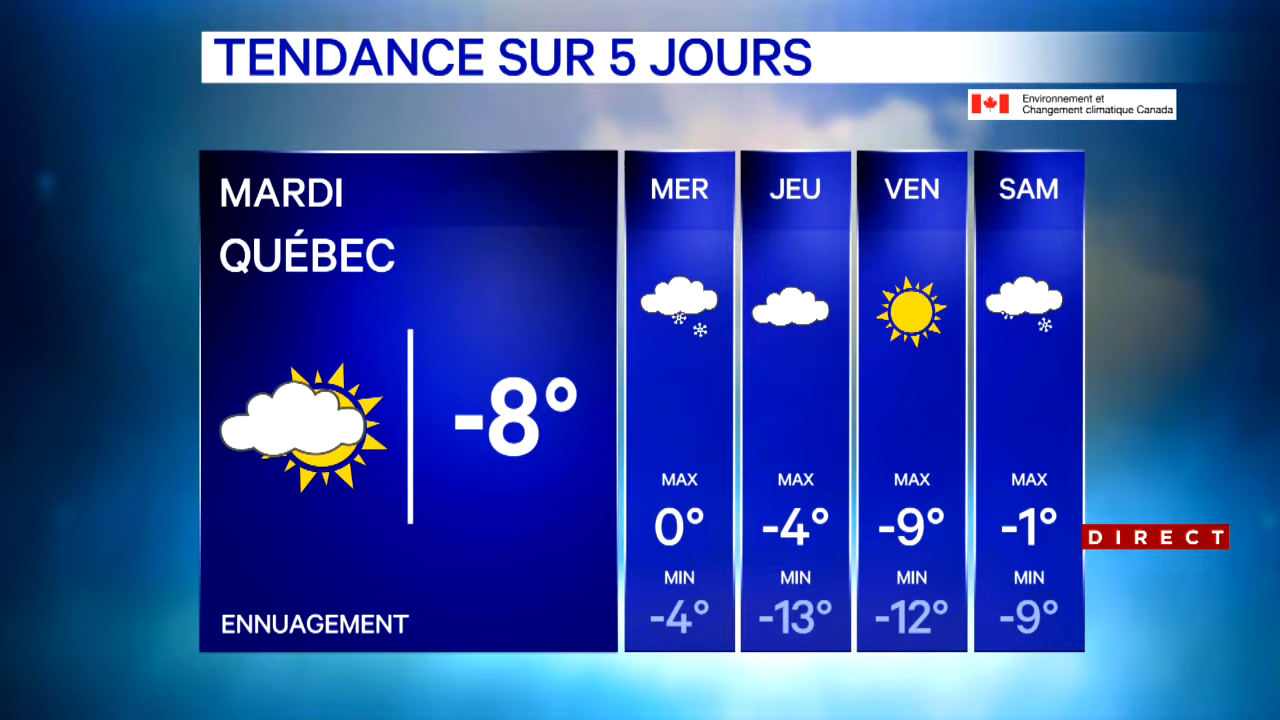 TENDANCE SUR 5 JOURS
Environnement et
Changement climatique Canada
MARDI
QUÉBEC
-8°
ENNUAGEMENT
MER
MAX
0°
MIN
-4°
JEU
MAX
-4°
MIN
-13°
VEN
MAX
-9°
MIN
-12°
SAM
MAX
-1°
MIN
-9°
DIRECT